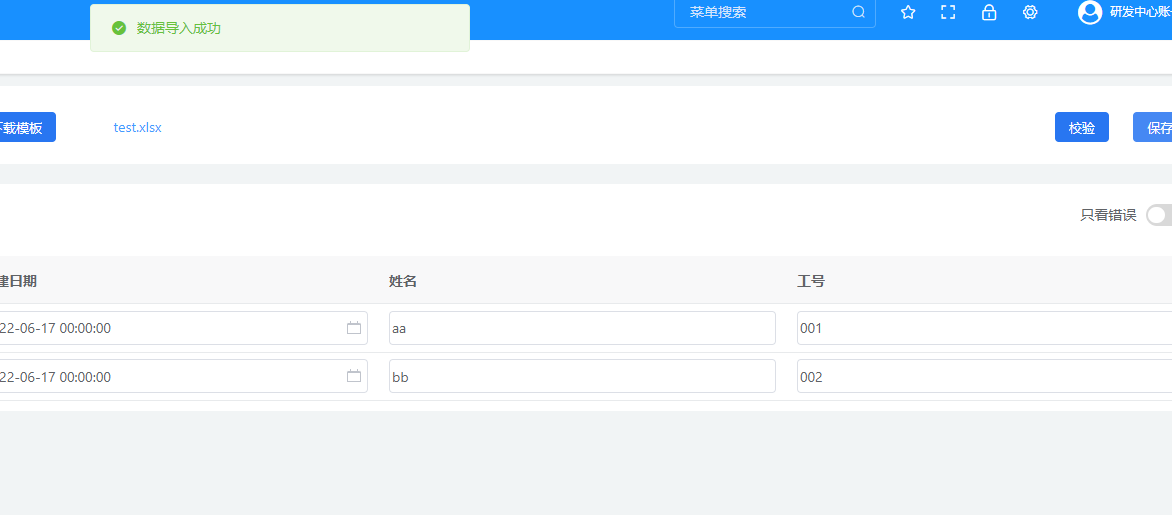 数据导入成功
菜单搜索
研发中心账
下载模板
test.xlsx
校验
保存
只看错误
建日期
姓名
工号
22-06-17 00:00:00
aa
001
22-06-17 00:00:00
bb
002